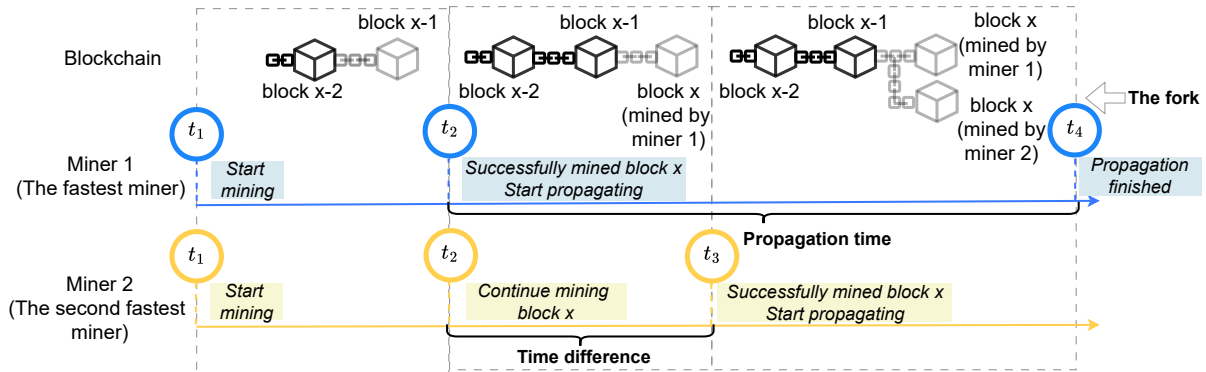 Blockchain
block x-1
block x-2
block x-1
block x-2
block x
(mined by
miner 1)
block x-1
block x-2
block x
(mined by
miner 1)
block x
(mined by
miner 2)
The fork
Miner 1
(The fastest miner)
t1
Start
mining
t2
Successfully mined block x
Start propagating
t4
Propagation
finished
Propagation time
Miner 2
(The second fastest
miner)
t1
Start
mining
t2
Continue mining
block x
t3
Successfully mined block x
Start propagating
Time difference